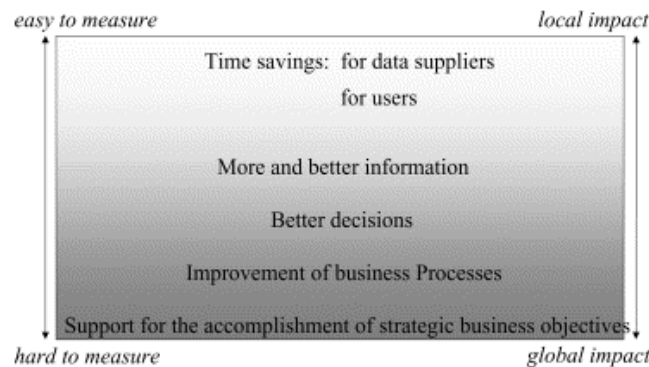 easy to measure local impact
Time savings: for data suppliers
for users
More and better information
Better decisions
Improvement of business Processes
Support for the accomplishment of strategic business objectives
hard to measure global impact